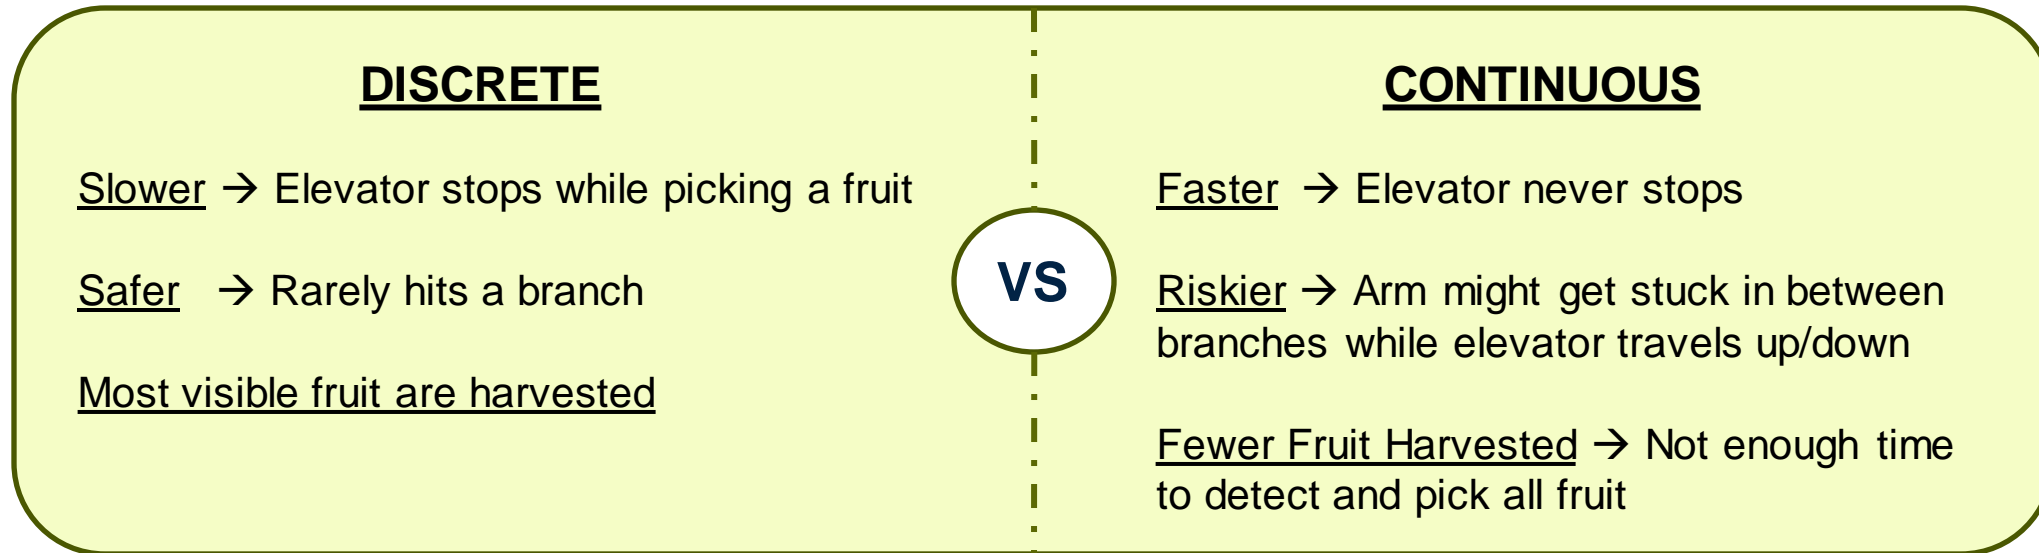 DISCRETE
Slower → Elevator stops while picking a fruit
Safer → Rarely hits a branch
Most visible fruit are harvested
VS
CONTINUOUS
Faster → Elevator never stops
Riskier → Arm might get stuck in between
branches while elevator travels up/down
Fewer Fruit Harvested → Not enough time
to detect and pick all fruit